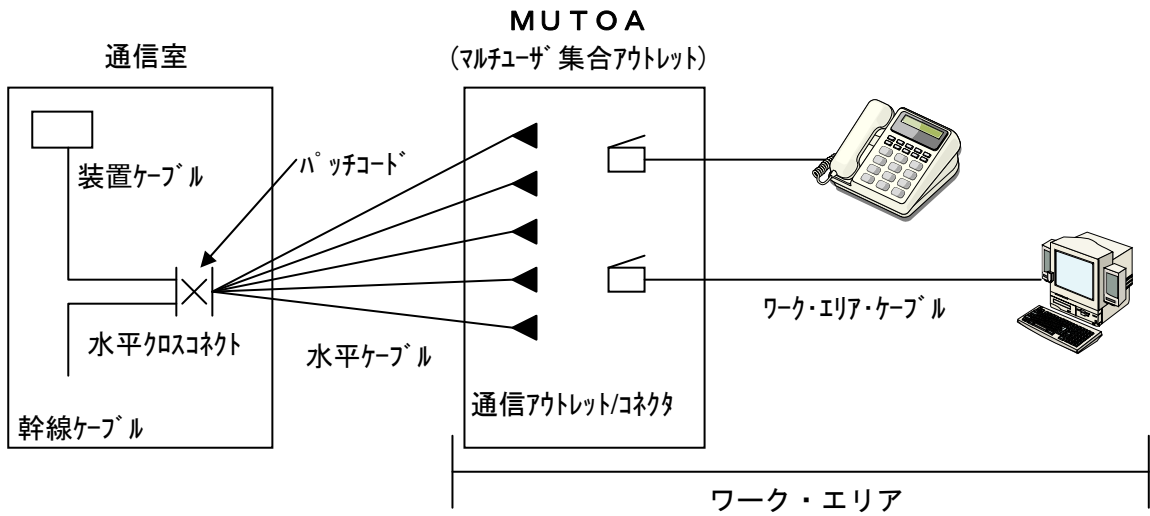 ＭＵＴＯＡ
通信室
(ﾏﾙﾁﾕｰｻﾞ集合ｱｳﾄﾚｯﾄ)
装置ｹｰﾌﾞﾙ
ﾊﾟｯﾁｺｰﾄﾞ
ﾜｰｸ･ｴﾘｱ･ｹｰﾌﾞﾙ
水平ｸﾛｽｺﾈｸﾄ
水平ｹｰﾌﾞﾙ
通信ｱｳﾄﾚｯﾄ/ｺﾈｸﾀ
幹線ｹｰﾌﾞﾙ
ワーク・エリア